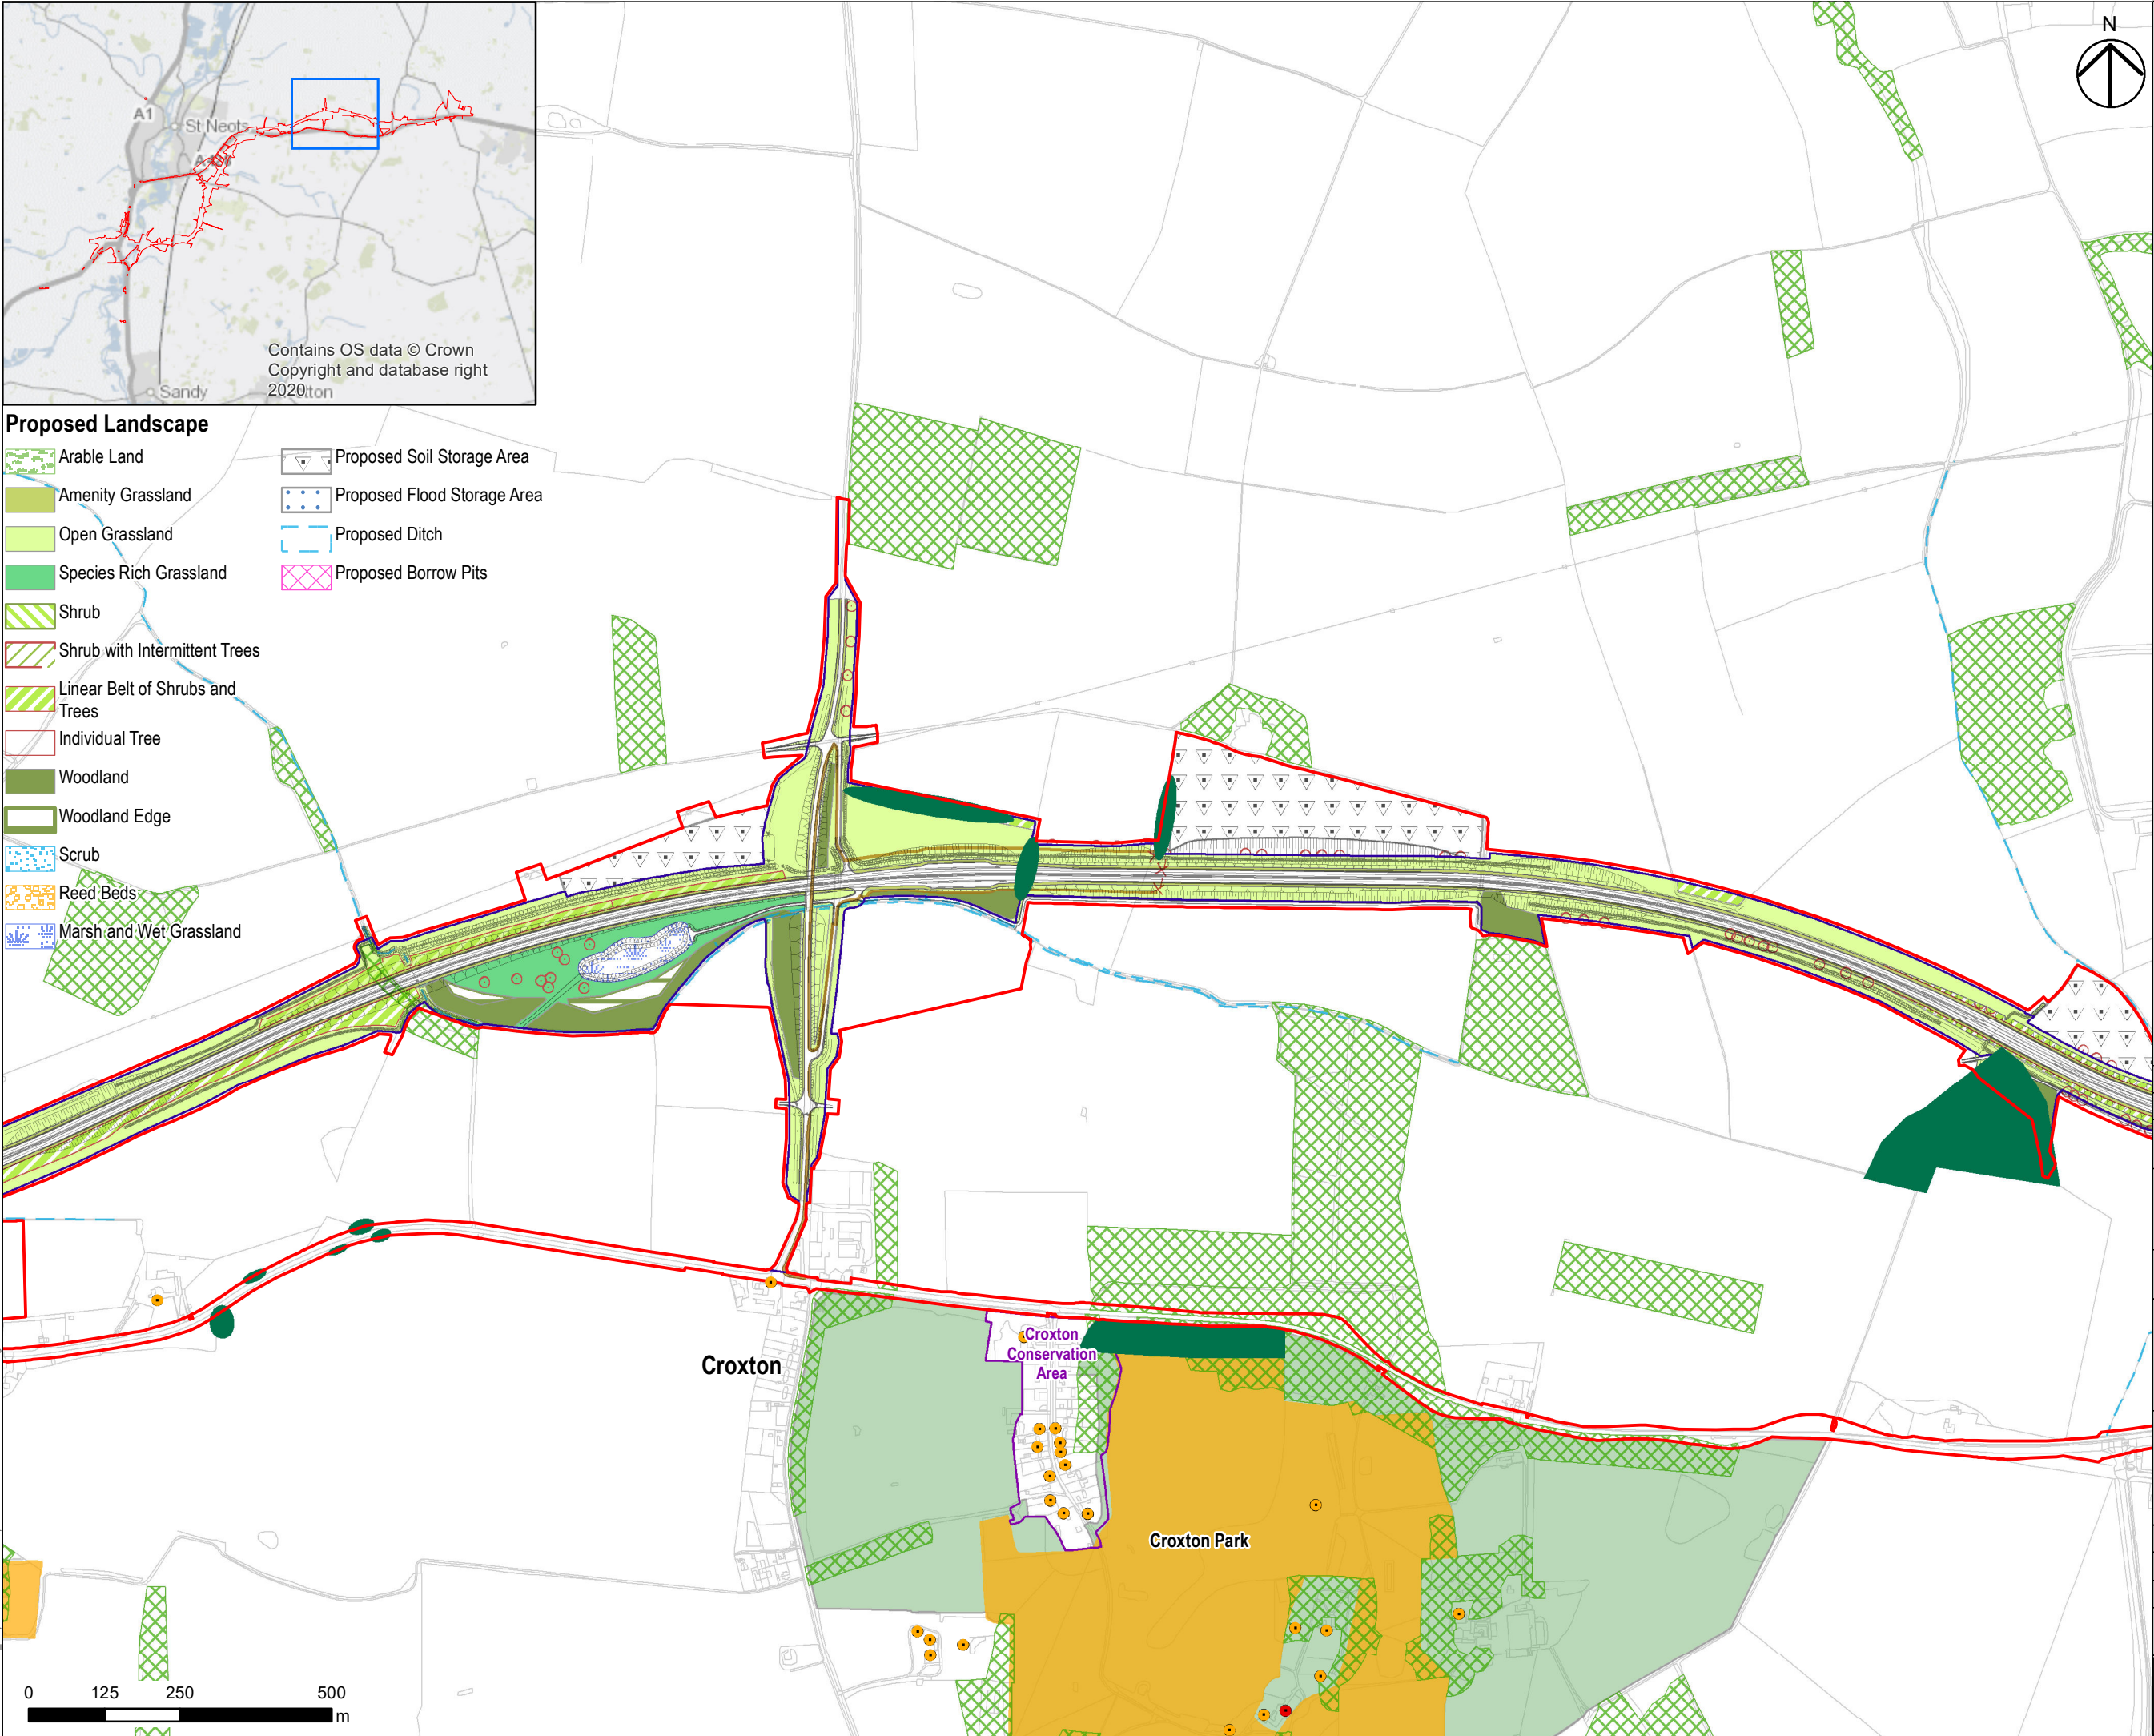 N
A1
St Neots
Contains OS data © Crown
Copyright and database right
2020
Sandy
Proposed Landscape
Arable Land
Amenity Grassland
Open Grassland
Species Rich Grassland
Shrub
Shrub with Intermittent Trees
Linear Belt of Shrubs and
Trees
Individual Tree
Woodland
Woodland Edge
Scrub
Reed Beds
Marsh and Wet Grassland
Proposed Soil Storage Area
Proposed Flood Storage Area
Proposed Ditch
Proposed Borrow Pits
Croxton
Croxton
Conservation
Area
Croxton Park
0 125 250 500
m